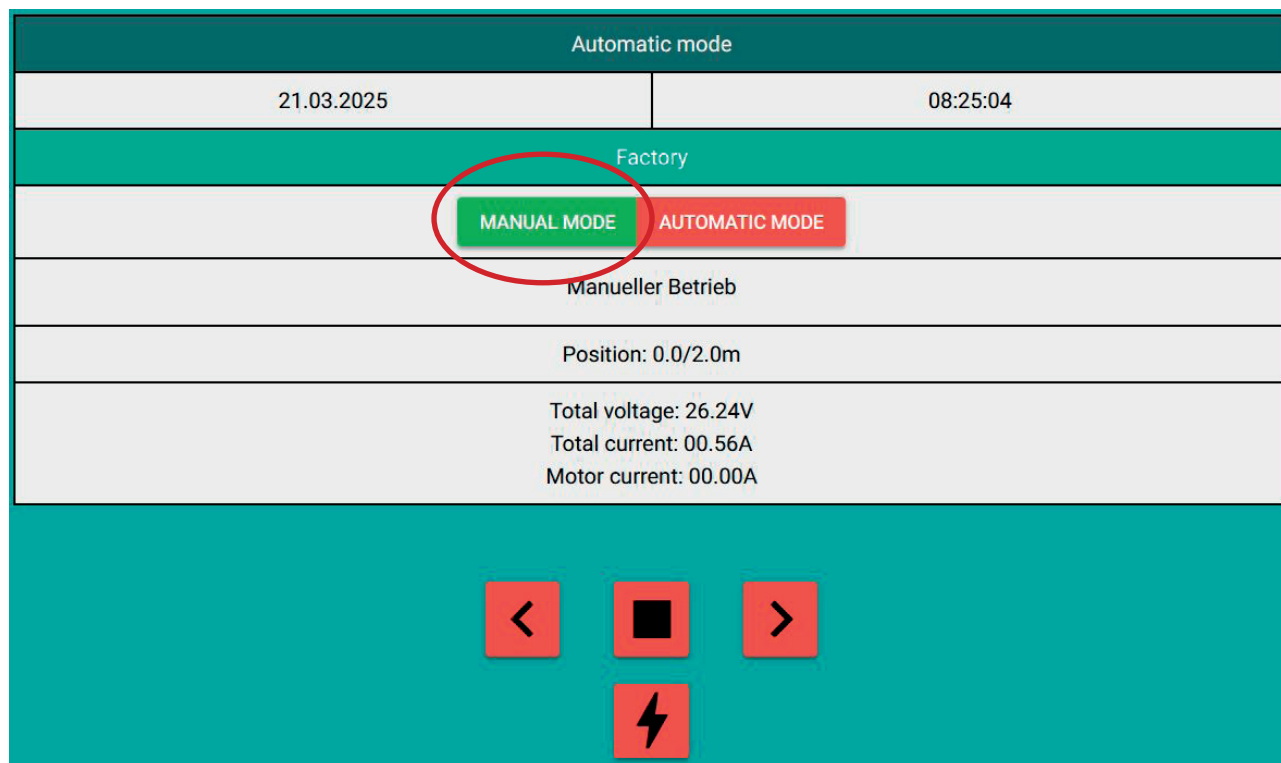 Automatic mode
21.03.2025 08:25:04
Factory
MANUAL MODE AUTOMATIC MODE
Manueller Betrieb
Position: 0.0/2.0m
Total voltage: 26.24V
Total current: 00.56A
Motor current: 00.00A